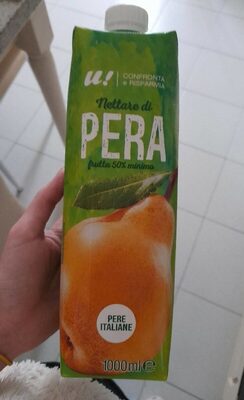 u! CONFRONTA
e RISPARMIA
Nettare di
PERA
frutta 50% minimo
PERE
ITALIANE
1000ml e